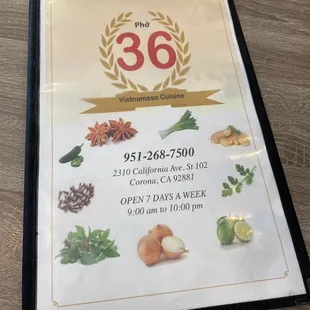 Phở
36
Vietnamese Cuisine
951-268-7500
2310 California Ave, St 102
Corona, CA 92881
OPEN 7 DAYS A WEEK
9:00 am to 10:00 pm